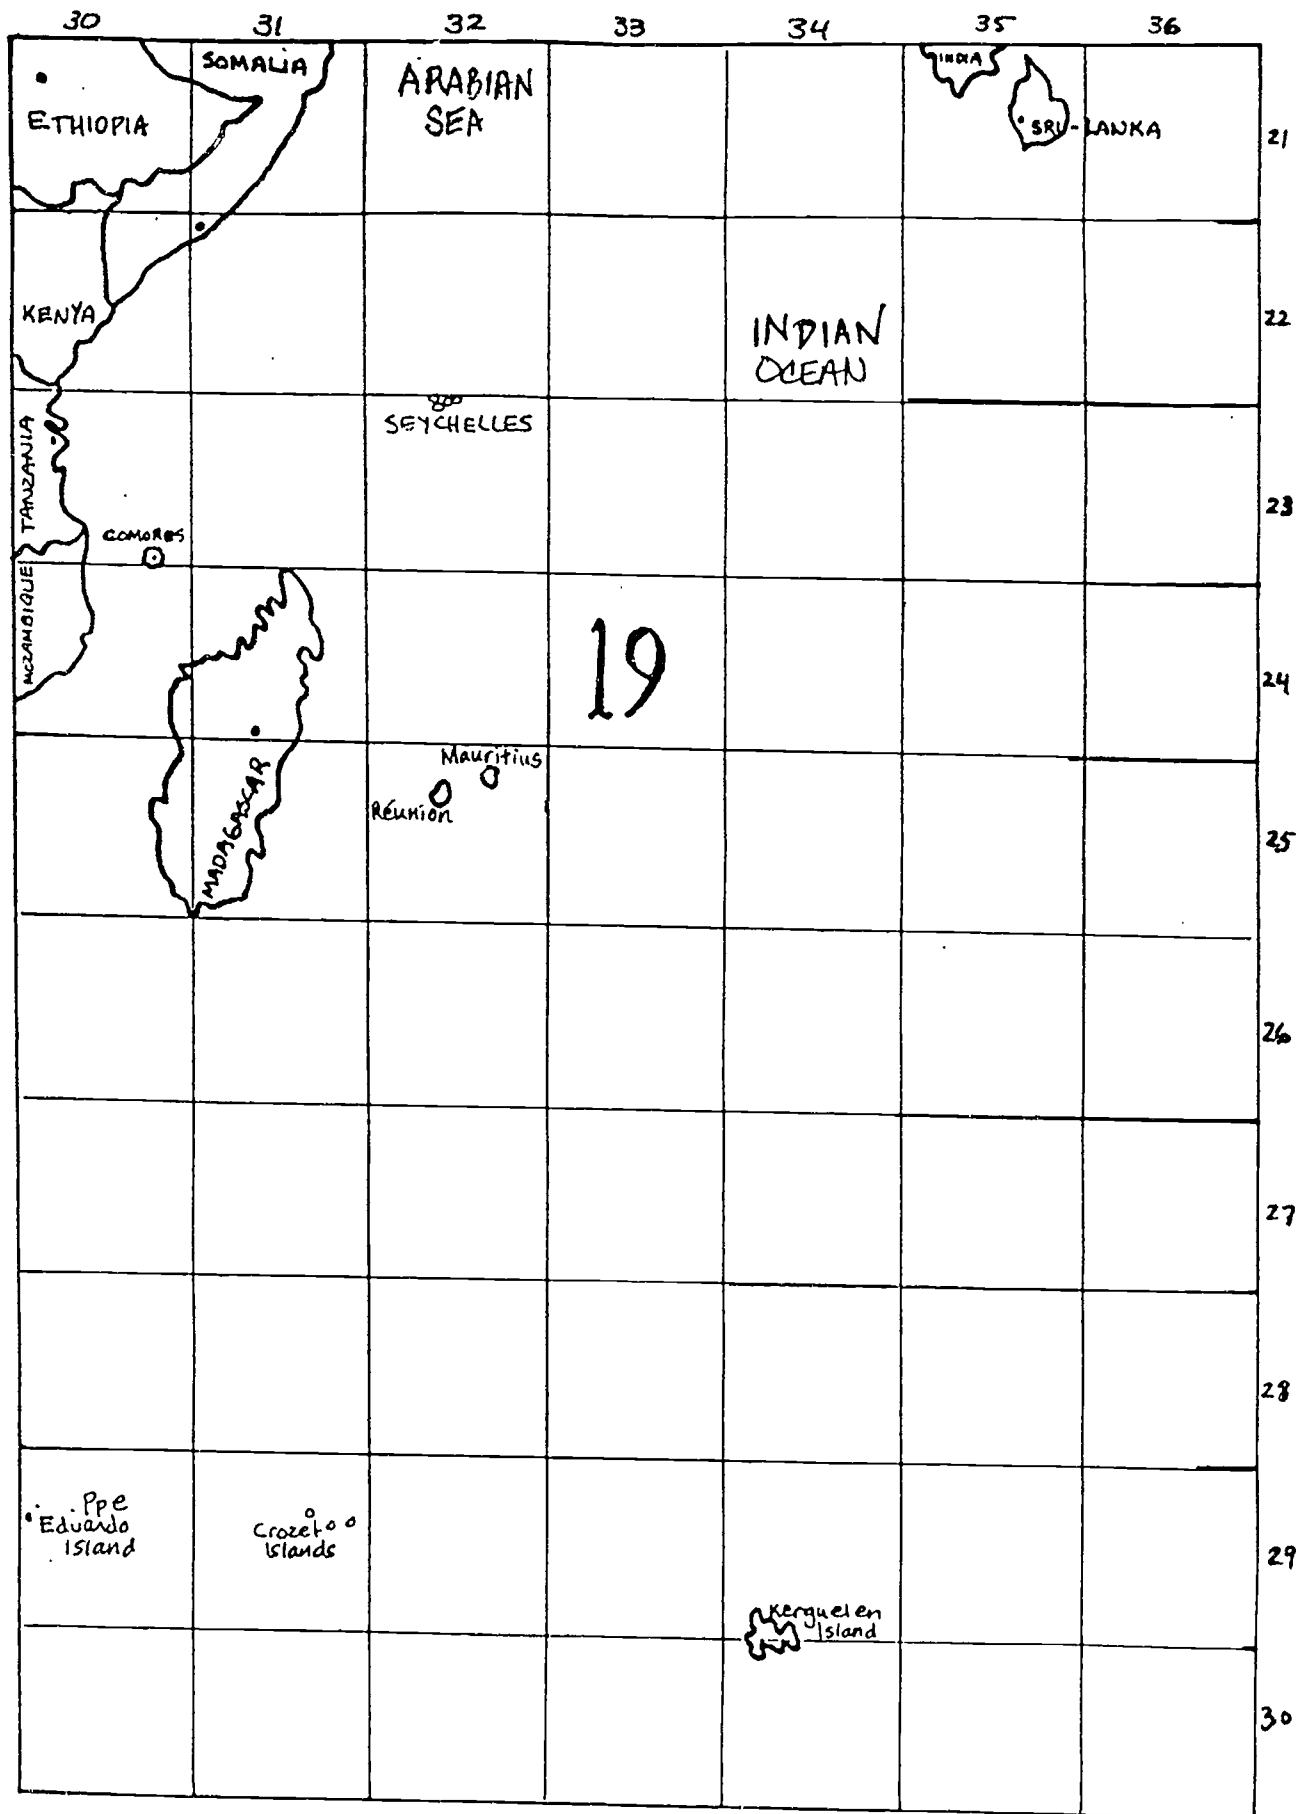 30 31 32 33 34 35 36
SOMALIA
ARABIAN
SEA
INDIA
ETHIOPIA
SRI-LANKA
21
KENYA
INDIAN
OCEAN
22
SEYCHELLES
TANZANIA
COMORES
23
MOZAMBIQUE
19
24
Mauritius
Réunion
MADAGASCAR
25
26
27
28
Ppe
Eduardo
Island
Crozet
Islands
29
Kerguelen
Island
30